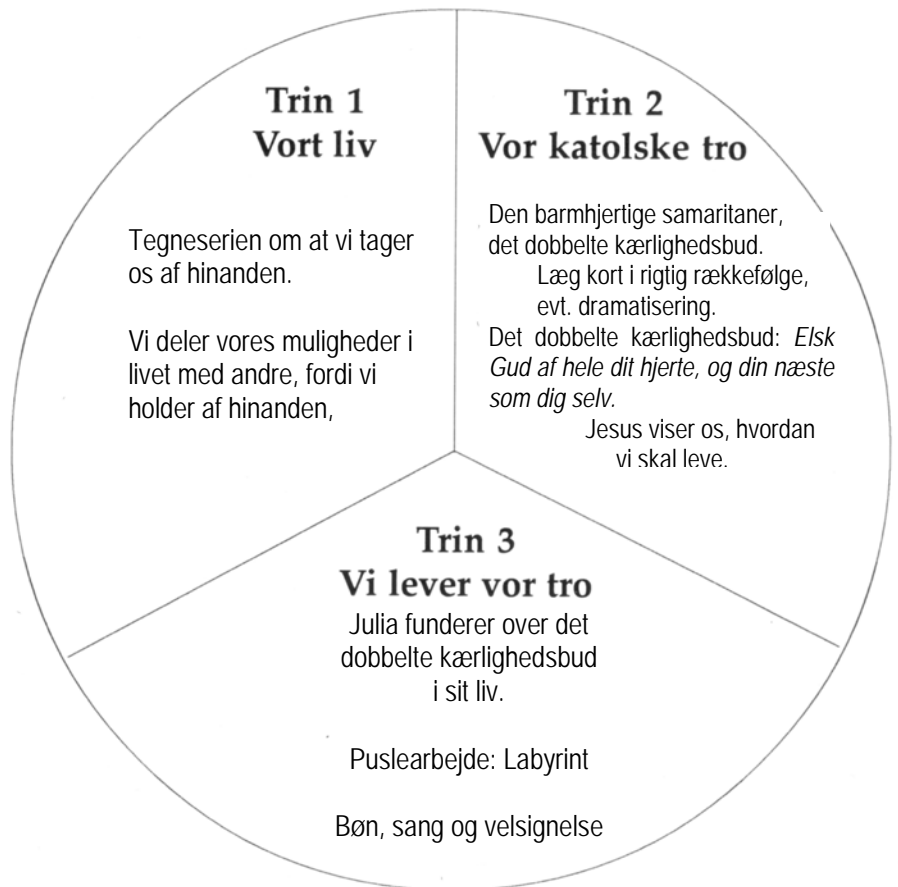 Trin 1
Vort liv
Tegneserien om at vi tager
os af hinanden.
Vi deler vores muligheder i
livet med andre, fordi vi
holder af hinanden,
Trin 2
Vor katolske tro
Den barmhjertige samaritaner,
det dobbelte kærlighedsbud.
Læg kort i rigtig rækkefølge,
evt. dramatisering.
Det dobbelte kærlighedsbud: Elsk
Gud af hele dit hjerte, og din næste
som dig selv.
Jesus viser os, hvordan
vi skal leve.
Trin 3
Vi lever vor tro
Julia funderer over det
dobbelte kærlighedsbud
i sit liv.
Puslearbejde: Labyrint
Bøn, sang og velsignelse